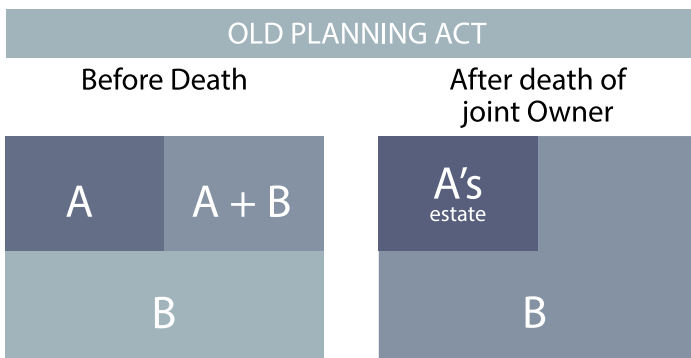 OLD PLANNING ACT
Before Death
After death of
joint Owner
A
A + B
B
A's
estate
B